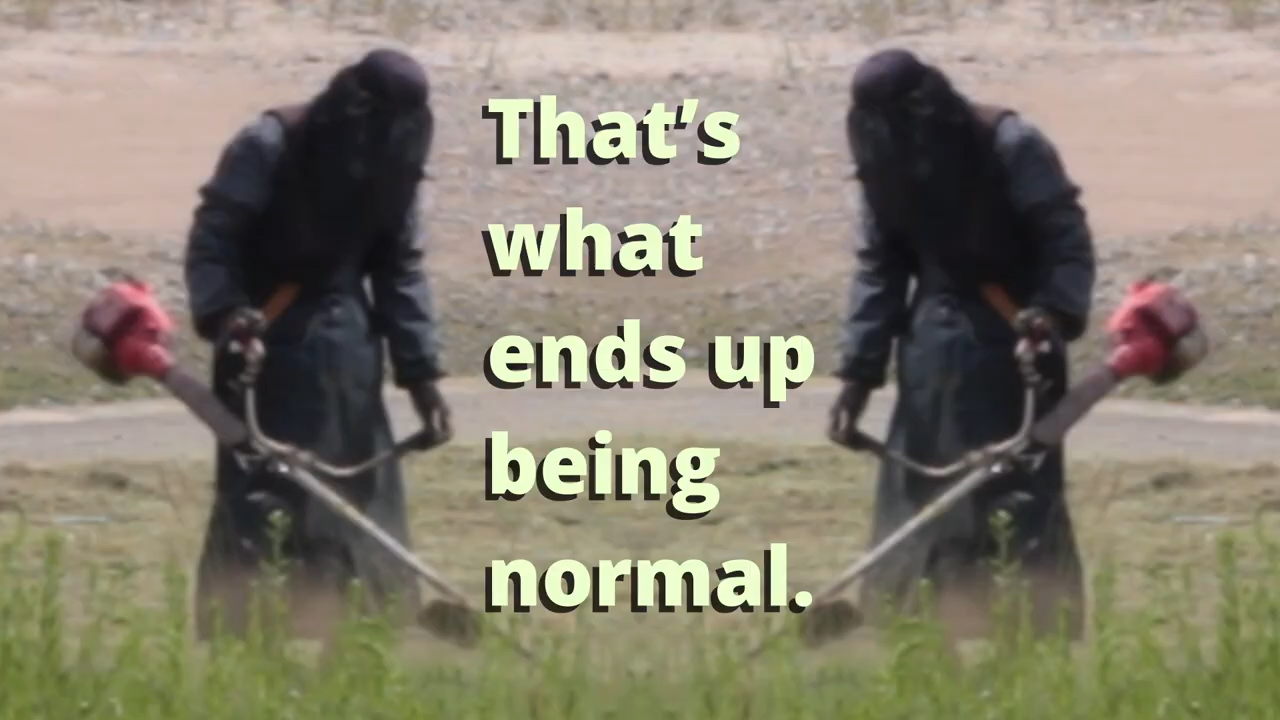 That’s
what
ends up
being
normal.